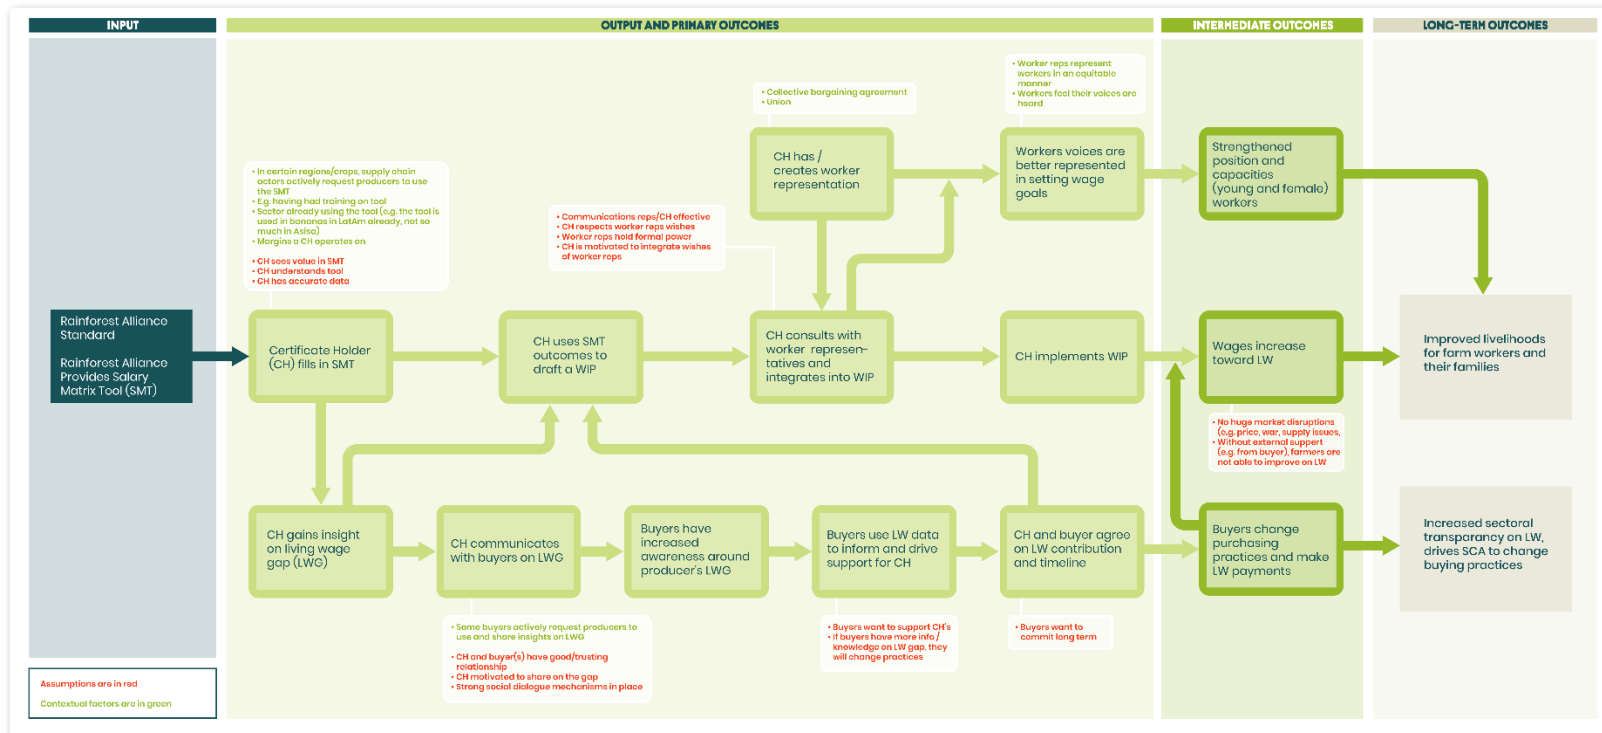 INPUT
OUTPUT AND PRIMARY OUTCOMES
INTERMEDIATE OUTCOMES
LONG-TERM OUTCOMES
• Worker reps represent
workers in an equitable
manner
• Workers feel their voices are
heard
• Collective bargaining agreement
• Union
CH has /
creates worker
representation
Workers voices are
better represented
in setting wage
goals
Strengthened
position and
capacities
(young and female)
workers
• In certain regions/crops, supply chain
actors actively request producers to use
the SMT
• E.g. having had training on tool
• Sector already using the tool (e.g. the tool is
used in bananas in LatAm already, not so
much in Asisa)
• Margins a CH operates on
• CH sees value in SMT
• CH understands tool
• CH has accurate data
• Communications reps/CH effective
• CH respects worker reps wishes
• Worker reps hold formal power
• CH is motivated to integrate wishes
of worker reps.
Rainforest Alliance
Standard
Rainforest Alliance
Provides Salary
Matrix Tool (SMT)
Certificate Holder
(CH) fills in SMT
CH uses SMT
outcomes to
draft a WIP
CH consults with
worker represen-
tatives and
integrates into WIP
CH implements WIP
Wages increase
toward LW
Improved livelihoods
for farm workers and
their families
• No huge market disruptions
(e.g. price, war, supply issues,
• Without external support
(e.g. from buyer), farmers are
not able to improve on LW
CH gains insight
on living wage
gap (LWG)
CH communicates
with buyers on LWG
Buyers have
increased
awareness around
producer's LWG
Buyers use LW data
to inform and drive
support for CH
CH and buyer agree
on LW contribution
and timeline
Buyers change
purchasing
practices and make
LW payments
Increased sectoral
transparency on LW,
drives SCA to change
buying practices
• Some buyers actively request producers to
use and share insights on LWG
• CH and buyer(s) have good/trusting
relationship
• CH motivated to share on the gap
• Strong social dialogue mechanisms in place
• Buyers want to support CH's
• If buyers have more info /
knowledge on LW gap, they
will change practices
• Buyers want to
commit long term
Assumptions are in red
Contextual factors are in green